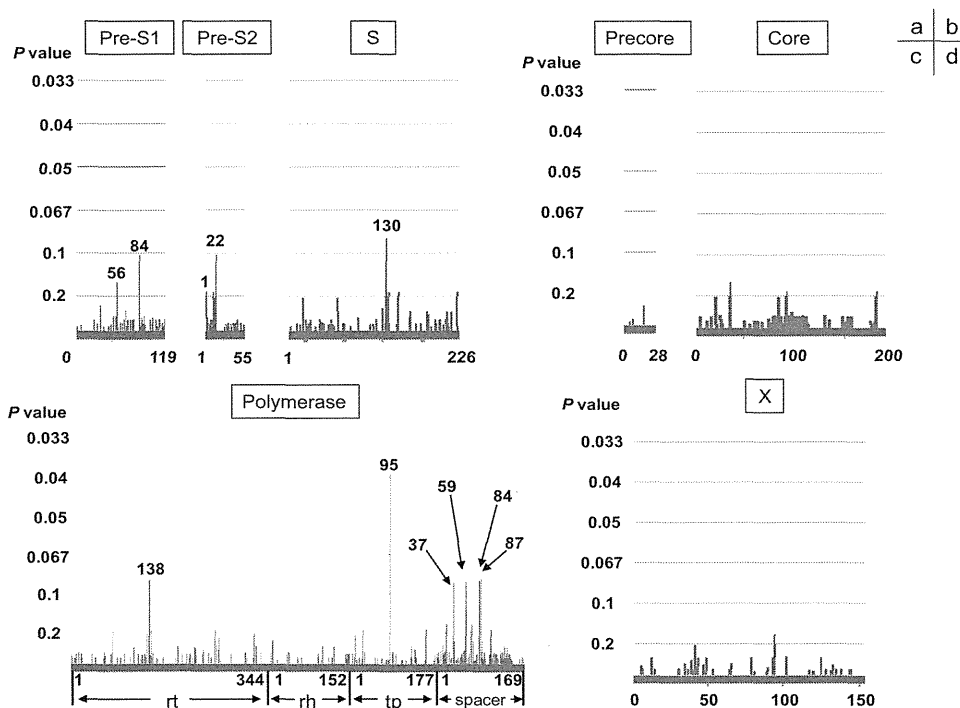 Pre-S1 Pre-S2 S
P value
0.033
0.04
0.05
0.067
0.1
0.2
56 84 1 22 130
0 119 1 55 1 226
Precore Core
P value
0.033
0.04
0.05
0.067
0.1
0.2
0 28 0 100 200
a b
c d
Polymerase
P value
0.033
0.04
0.05
0.067
0.1
0.2
138 95 37 59 84 87
1 344 1 152 1 177 1 169
rt rh tp spacer
X
P value
0.033
0.04
0.05
0.067
0.1
0.2
0 50 100 150